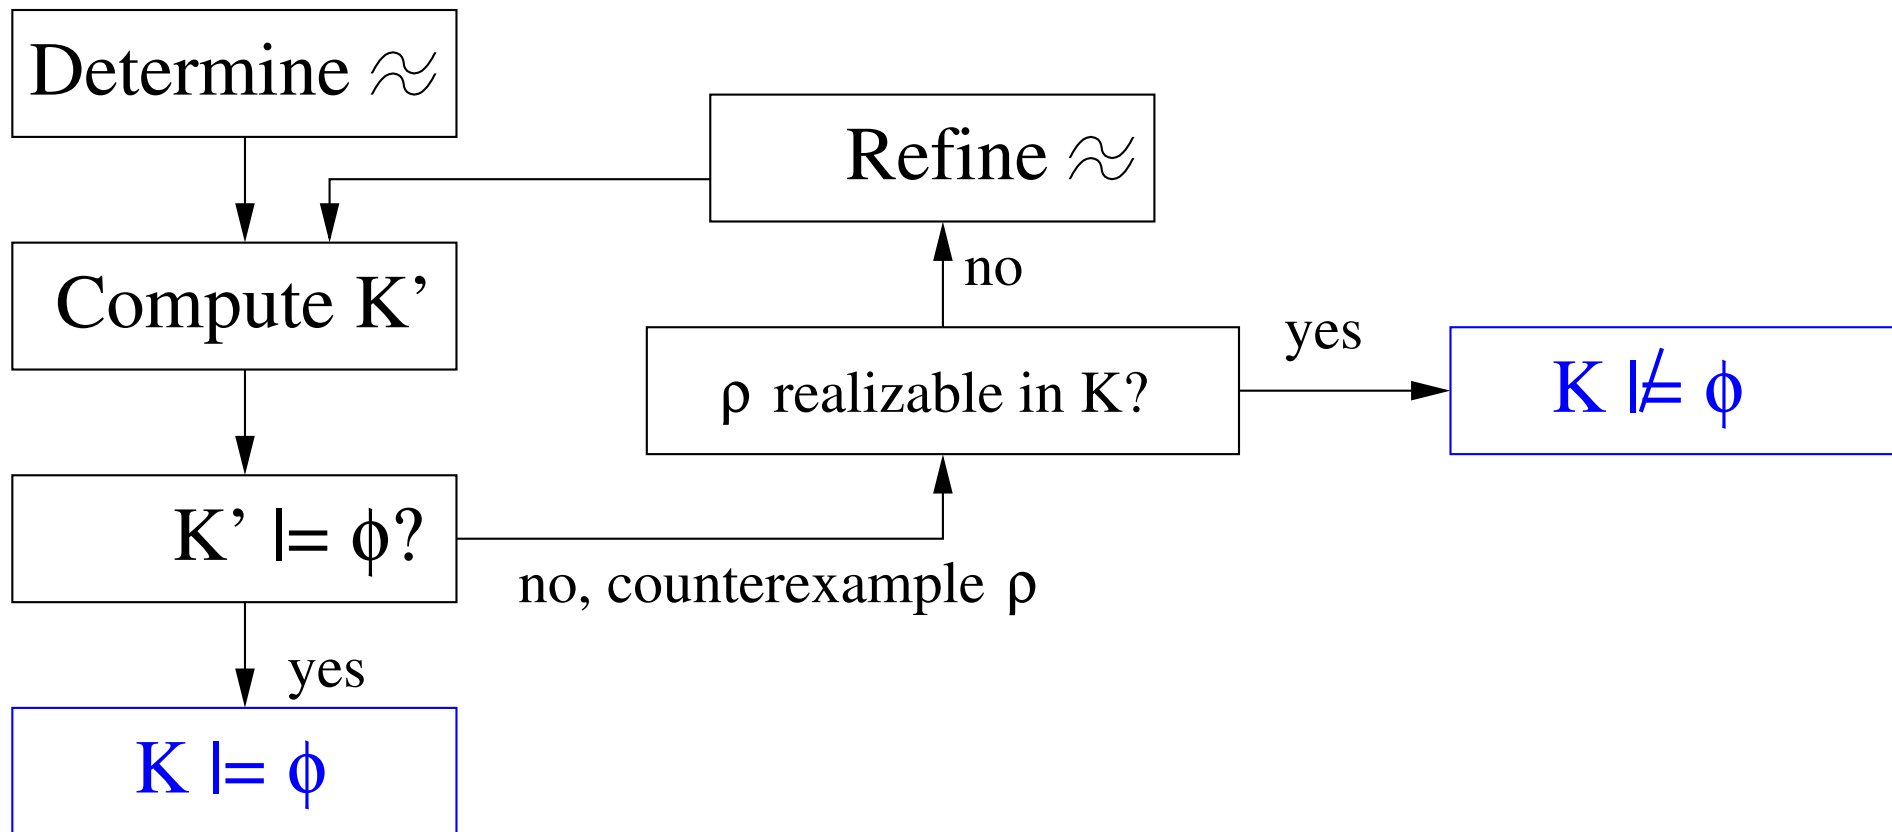 Determine ≈
Refine ≈
Compute K’
no
yes
ρ realizable in K?
K |≠ ϕ
K’ |= ϕ?
no, counterexample ρ
yes
K |= ϕ